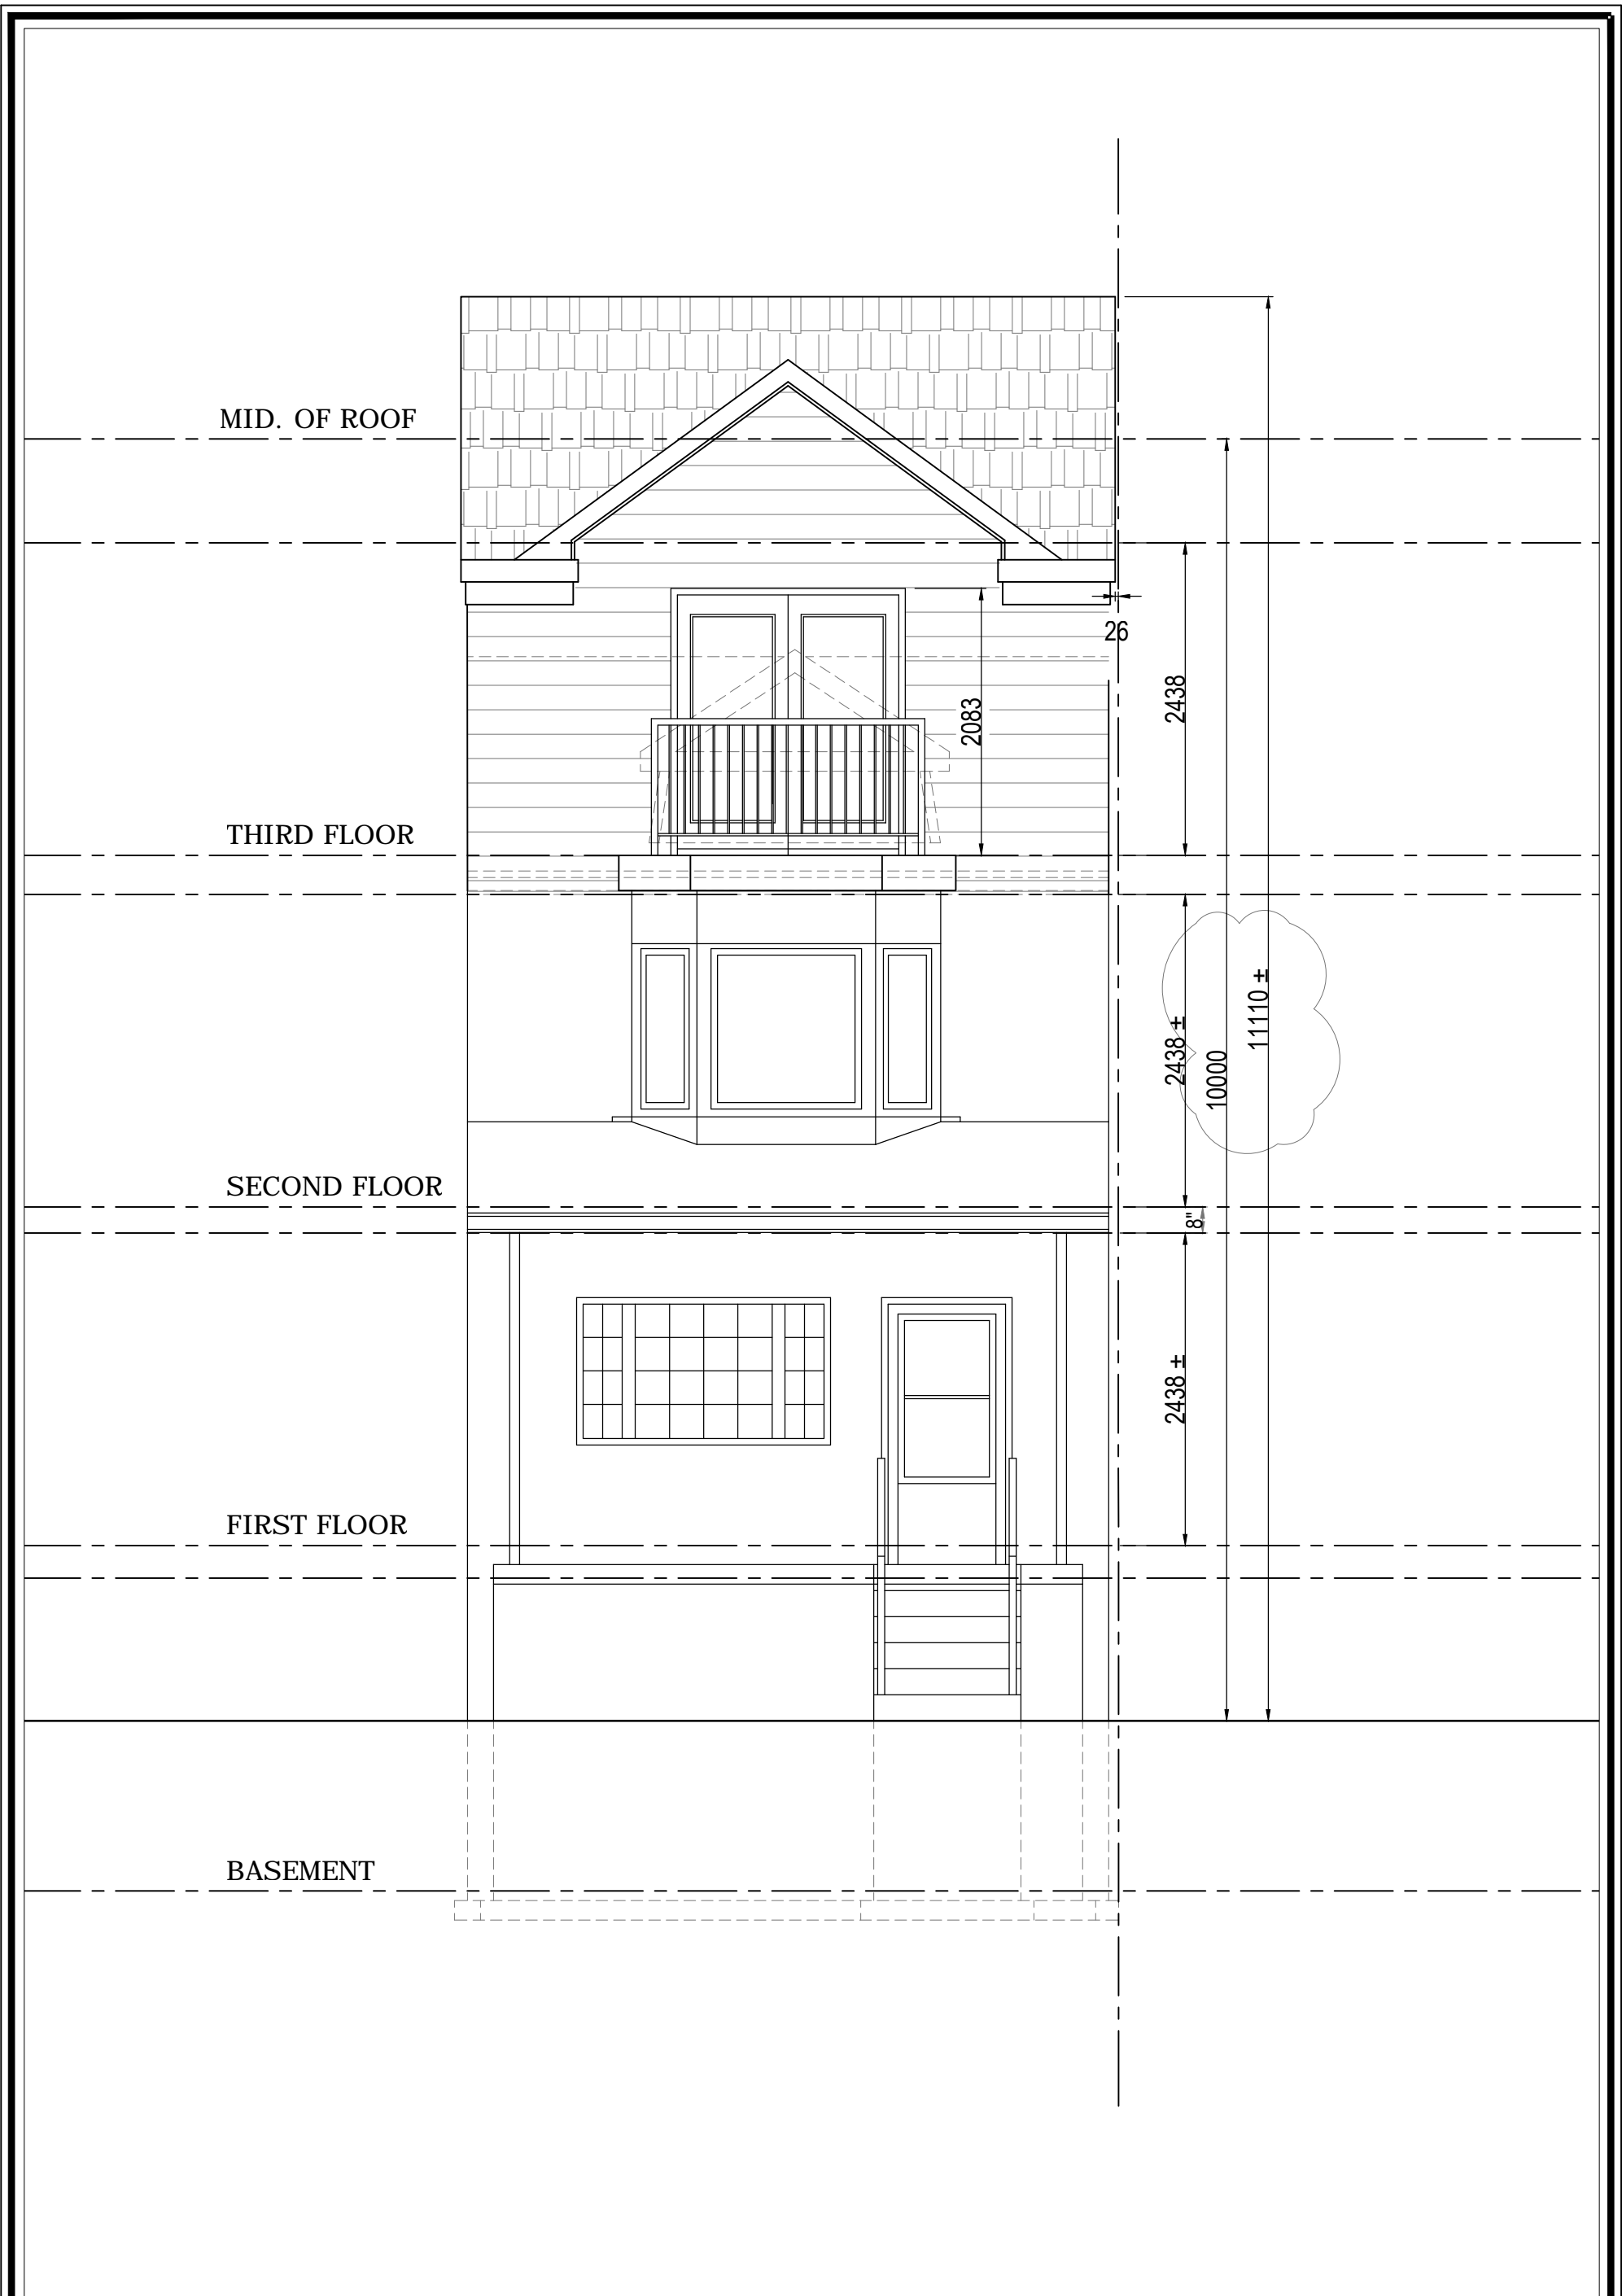 MID. OF ROOF
26
2438
2083
THIRD FLOOR
11110 ±
2438 ±
10000
SECOND FLOOR
8"
2438 ±
FIRST FLOOR
BASEMENT